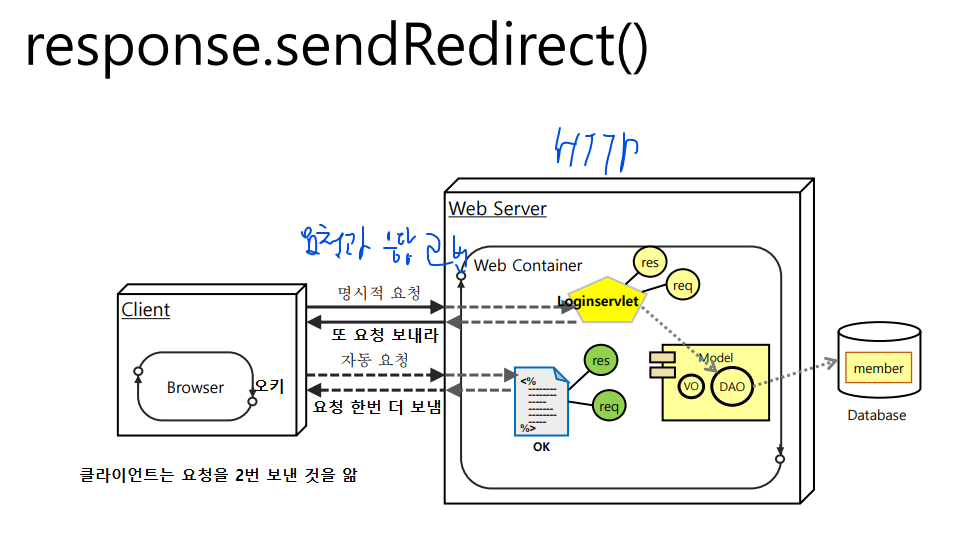 response.sendRedirect()
HTTP
Web Server
요청과 응답 2번
Web Container
res
req
Loginservlet
Client
명시적 요청
또 요청 보내라
자동 요청
Browser
오키
요청 한번 더 보냄
<%
%>
OK
res
req
Model
VO
DAO
member
Database
클라이언트는 요청을 2번 보낸 것을 앎